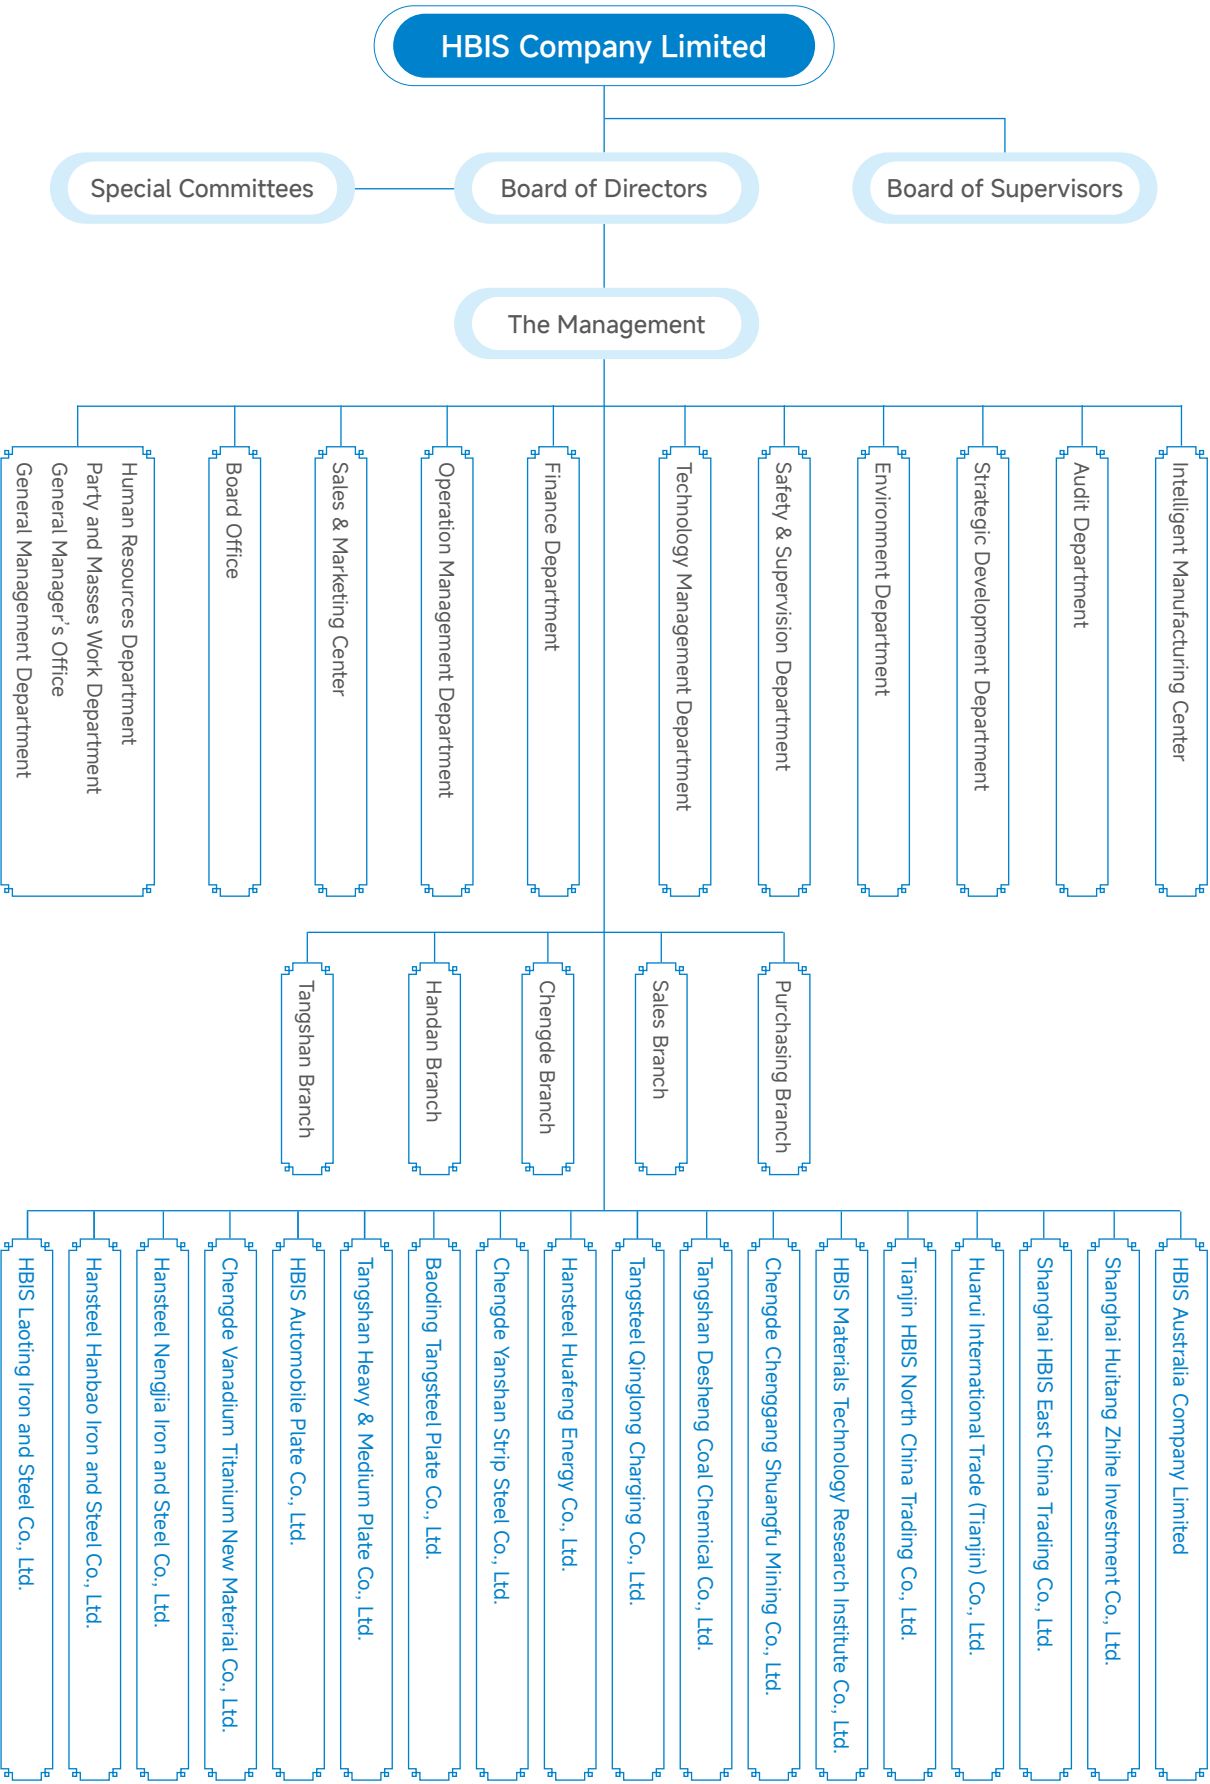 HBIS Company Limited
Special Committees
Board of Directors
Board of Supervisors
The Management
Human Resources Department
Party and Masses Work Department
General Manager's Office
General Management Department
Board Office
Sales & Marketing Center
Operation Management Department
Finance Department
Technology Management Department
Safety & Supervision Department
Environment Department
Strategic Development Department
Audit Department
Intelligent Manufacturing Center
Tangshan Branch
Handan Branch
Chengde Branch
Sales Branch
Purchasing Branch
HBIS Laoting Iron and Steel Co., Ltd.
Hansteel Hanbao Iron and Steel Co., Ltd.
Hansteel Nengjia Iron and Steel Co., Ltd.
Chengde Vanadium Titanium New Material Co., Ltd.
HBIS Automobile Plate Co., Ltd.
Tangshan Heavy & Medium Plate Co., Ltd.
Baoding Tangsteel Plate Co., Ltd.
Chengde Yanshan Strip Steel Co., Ltd.
Hansteel Huafeng Energy Co., Ltd.
Tangsteel Qinglong Charging Co., Ltd.
Tangshan Desheng Coal Chemical Co., Ltd.
Chengde Chenggang Shuangfu Mining Co., Ltd.
HBIS Materials Technology Research Institute Co., Ltd.
Tianjin HBIS North China Trading Co., Ltd.
Huarui International Trade (Tianjin) Co., Ltd.
Shanghai HBIS East China Trading Co., Ltd.
Shanghai Huitang Zhihe Investment Co., Ltd.
HBIS Australia Company Limited